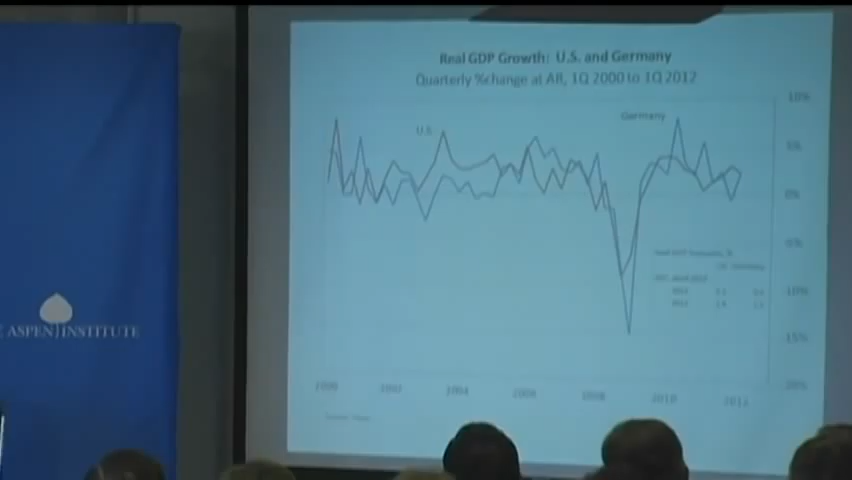 Real GDP Growth: U.S. and Germany
Quarterly %change at AR, 1Q 2000 to 1Q 2012
10%
Germany
U.S.
5%
0%
5%
10%
15%
20%
ASPEN INSTITUTE
2000 2002 2004 2006 2008 2010 2012